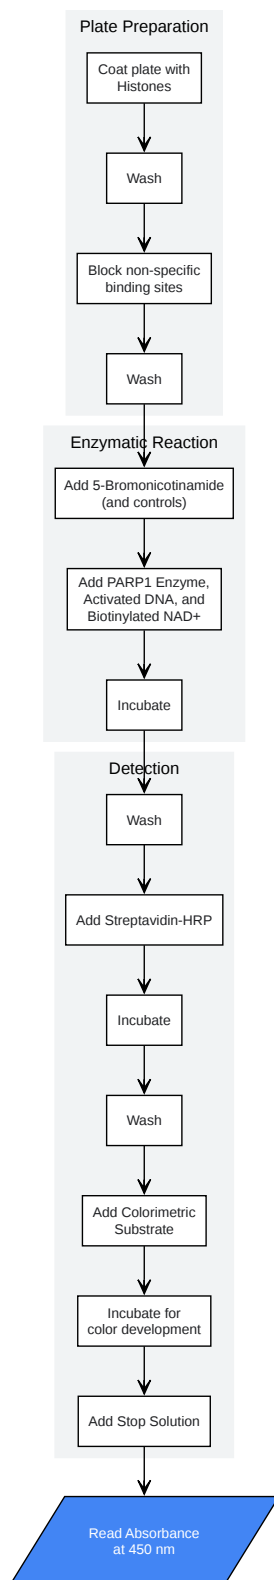 Plate Preparation
Coat plate with
Histones
Wash
Block non-specific
binding sites
Wash
Enzymatic Reaction
Add 5-Bromonicotinamide
(and controls)
Add PARP1 Enzyme,
Activated DNA, and
Biotinylated NAD+
Incubate
Detection
Wash
Add Streptavidin-HRP
Incubate
Wash
Add Colorimetric
Substrate
Incubate for
color development
Add Stop Solution
Read Absorbance
at 450 nm